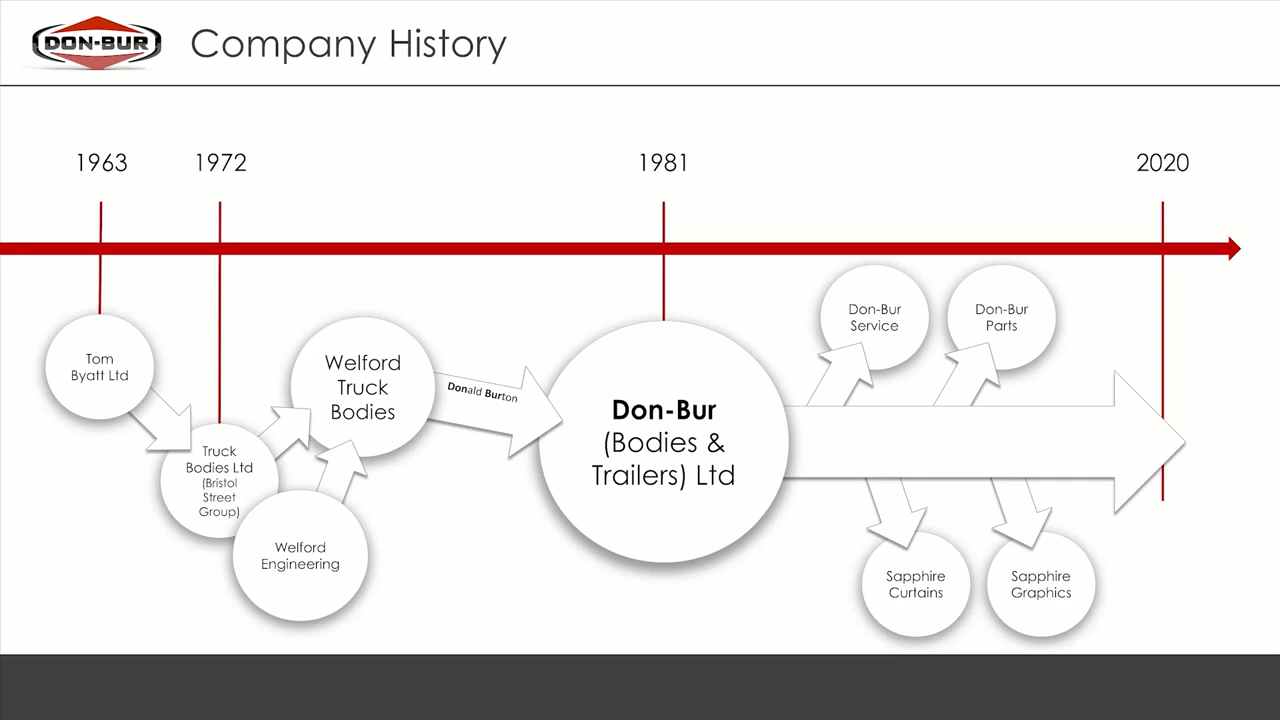 DON-BUR
Company History
1963
1972
1981
2020
Tom
Byatt Ltd
Truck
Bodies Ltd
(Bristol
Street
Group)
Welford
Engineering
Welford
Truck
Bodies
Donald Burton
Don-Bur
(Bodies &
Trailers) Ltd
Don-Bur
Service
Don-Bur
Parts
Sapphire
Curtains
Sapphire
Graphics